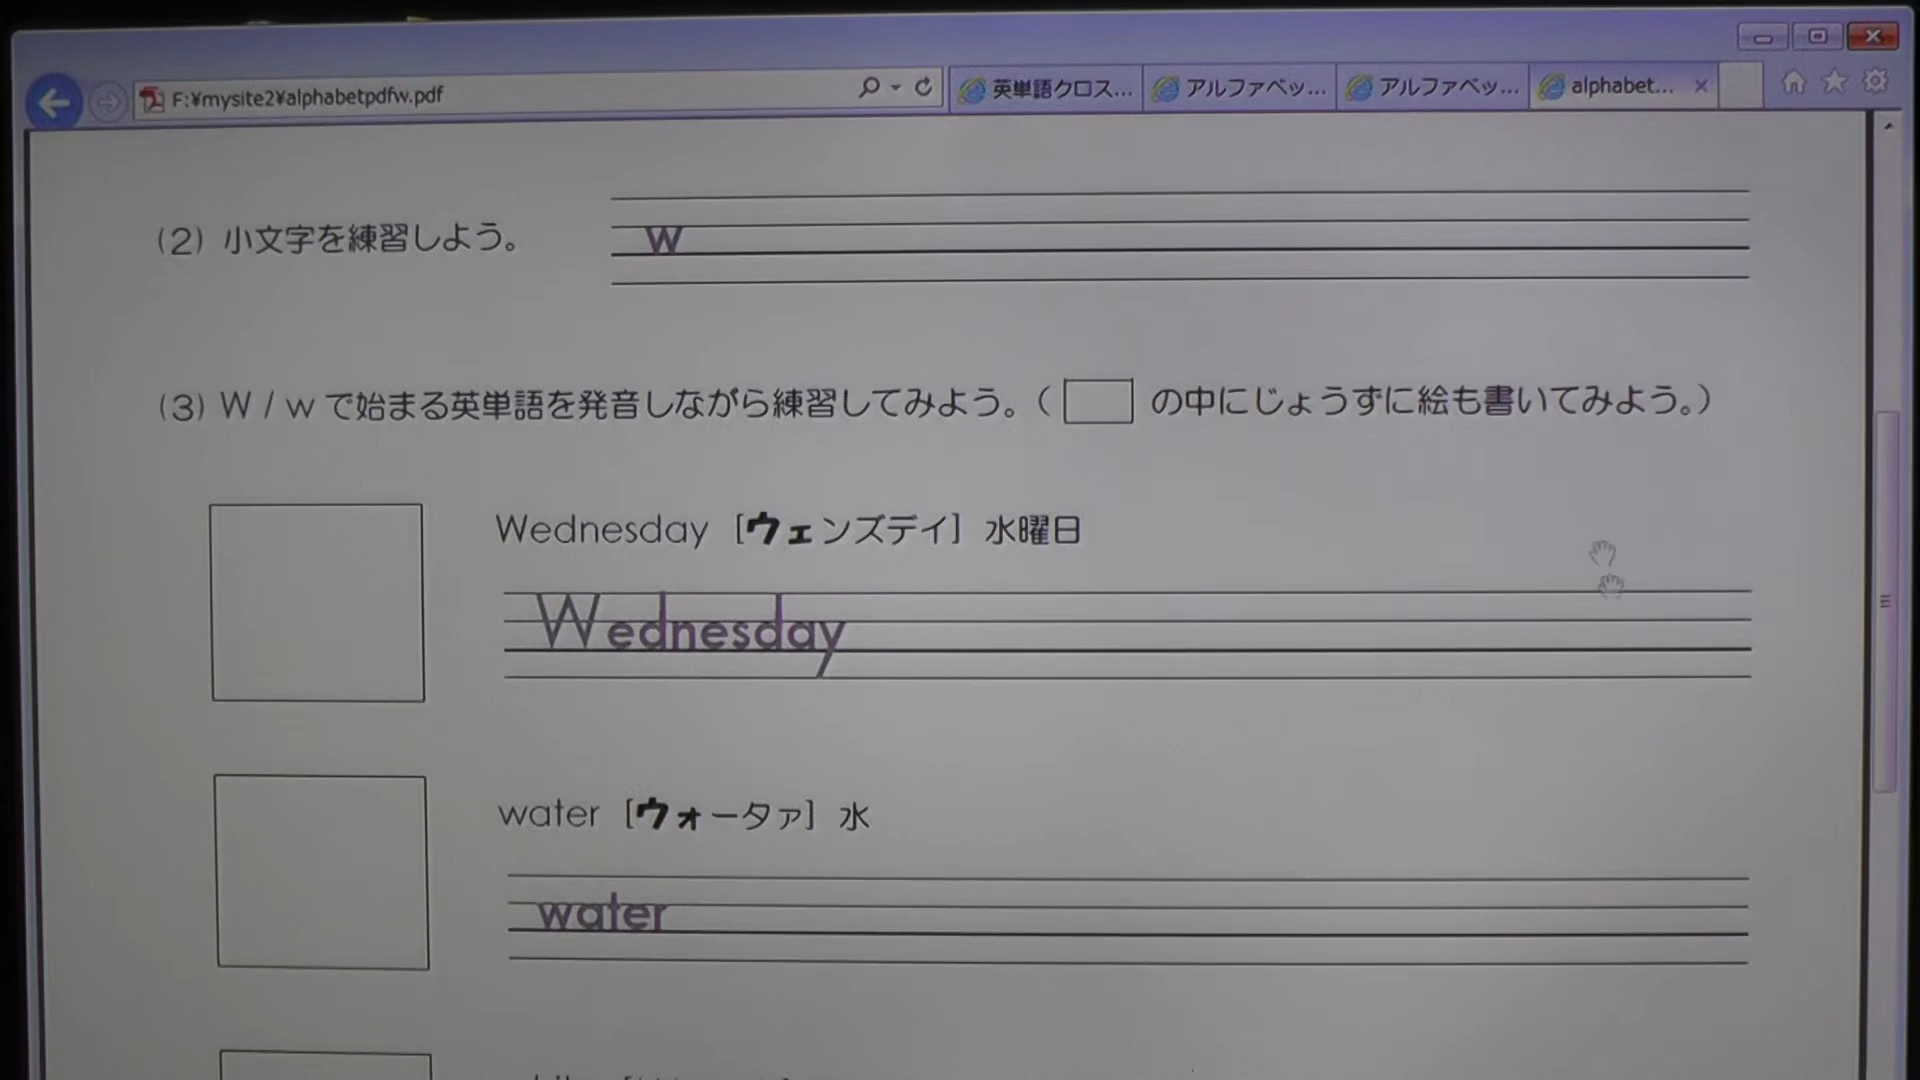 F:¥mysite2¥alphabetpdfw.pdf
英単語クロス...
アルファベッ...
アルファベッ...
alphabet...
(2) 小文字を練習しよう。
w
(3) W / w で始まる英単語を発音しながら練習してみよう。( の中にじょうずに絵も書いてみよう。)
Wednesday [ウェンズデイ] 水曜日
Wednesday
water [ウォータァ] 水
water